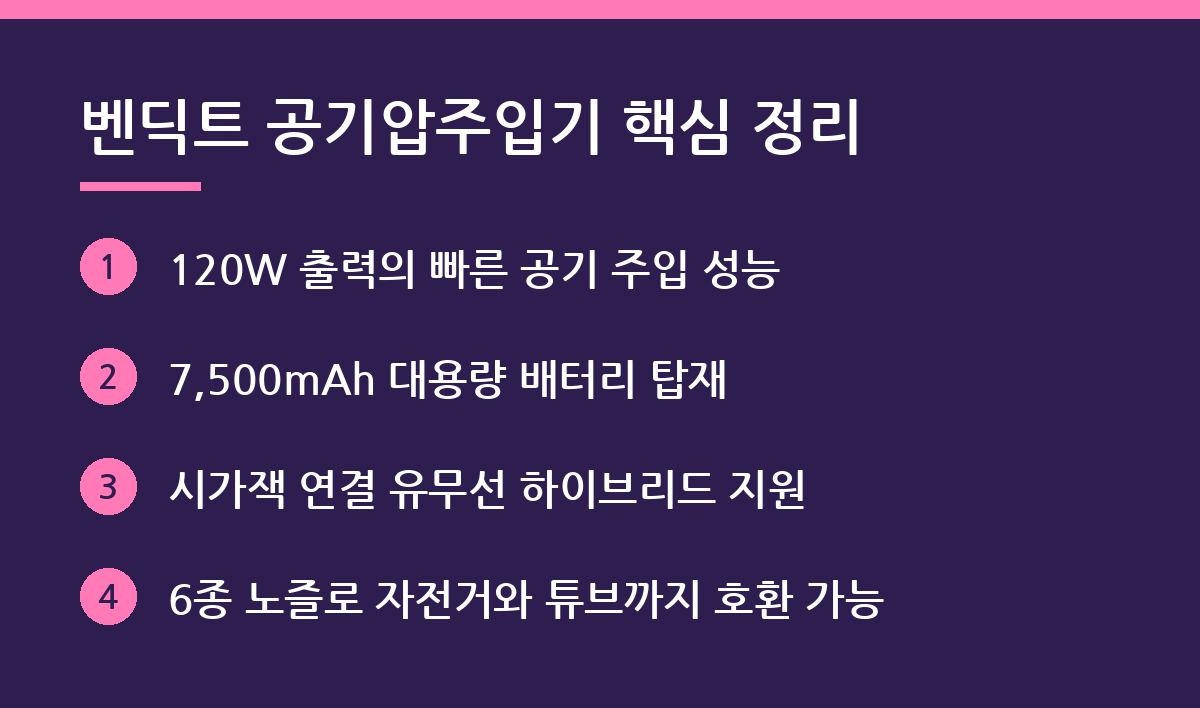 벤딕트 공기압주입기 핵심 정리
1 120W 출력의 빠른 공기 주입 성능
2 7,500mAh 대용량 배터리 탑재
3 시가잭 연결 유무선 하이브리드 지원
4 6종 노즐로 자전거와 튜브까지 호환 가능